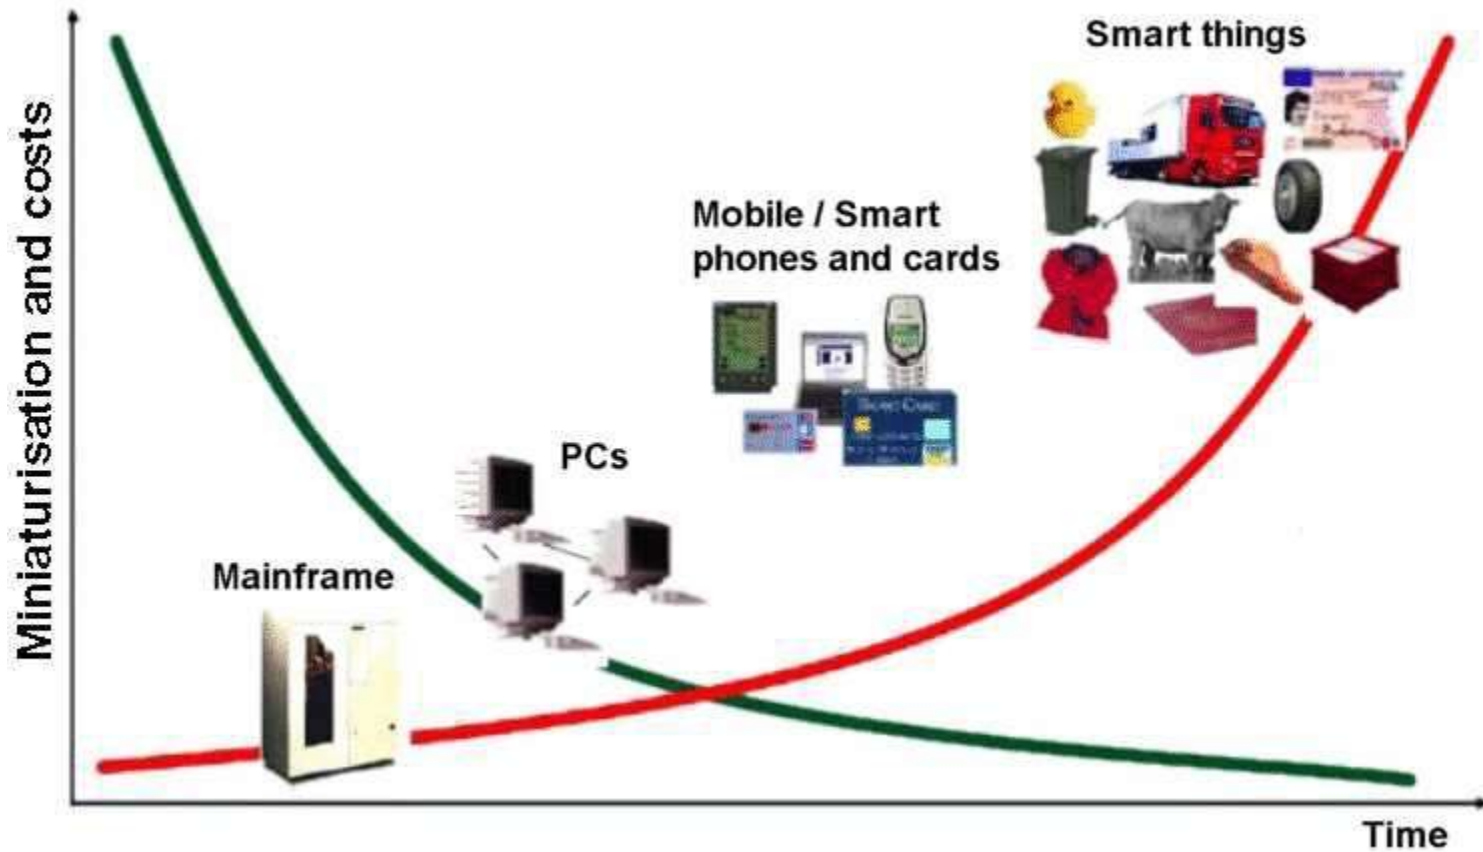 Smart things
Miniaturisation and costs
Mobile / Smart
phones and cards
PCs
Mainframe
Time